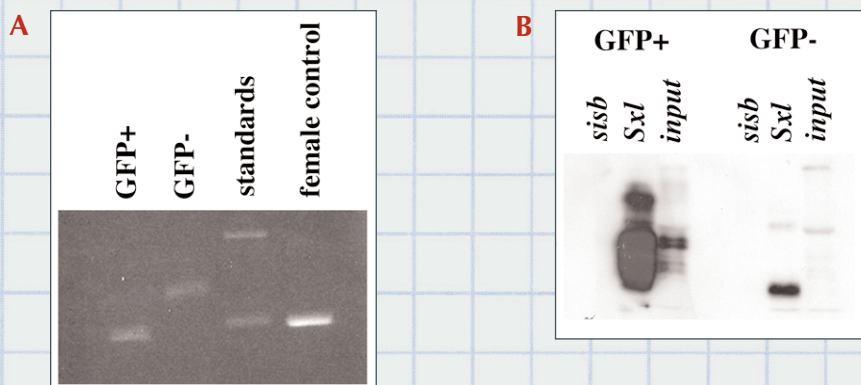 A
GFP+
GFP-
standards
female control
B
GFP+ GFP-
sisb Sxl input sisb Sxl input